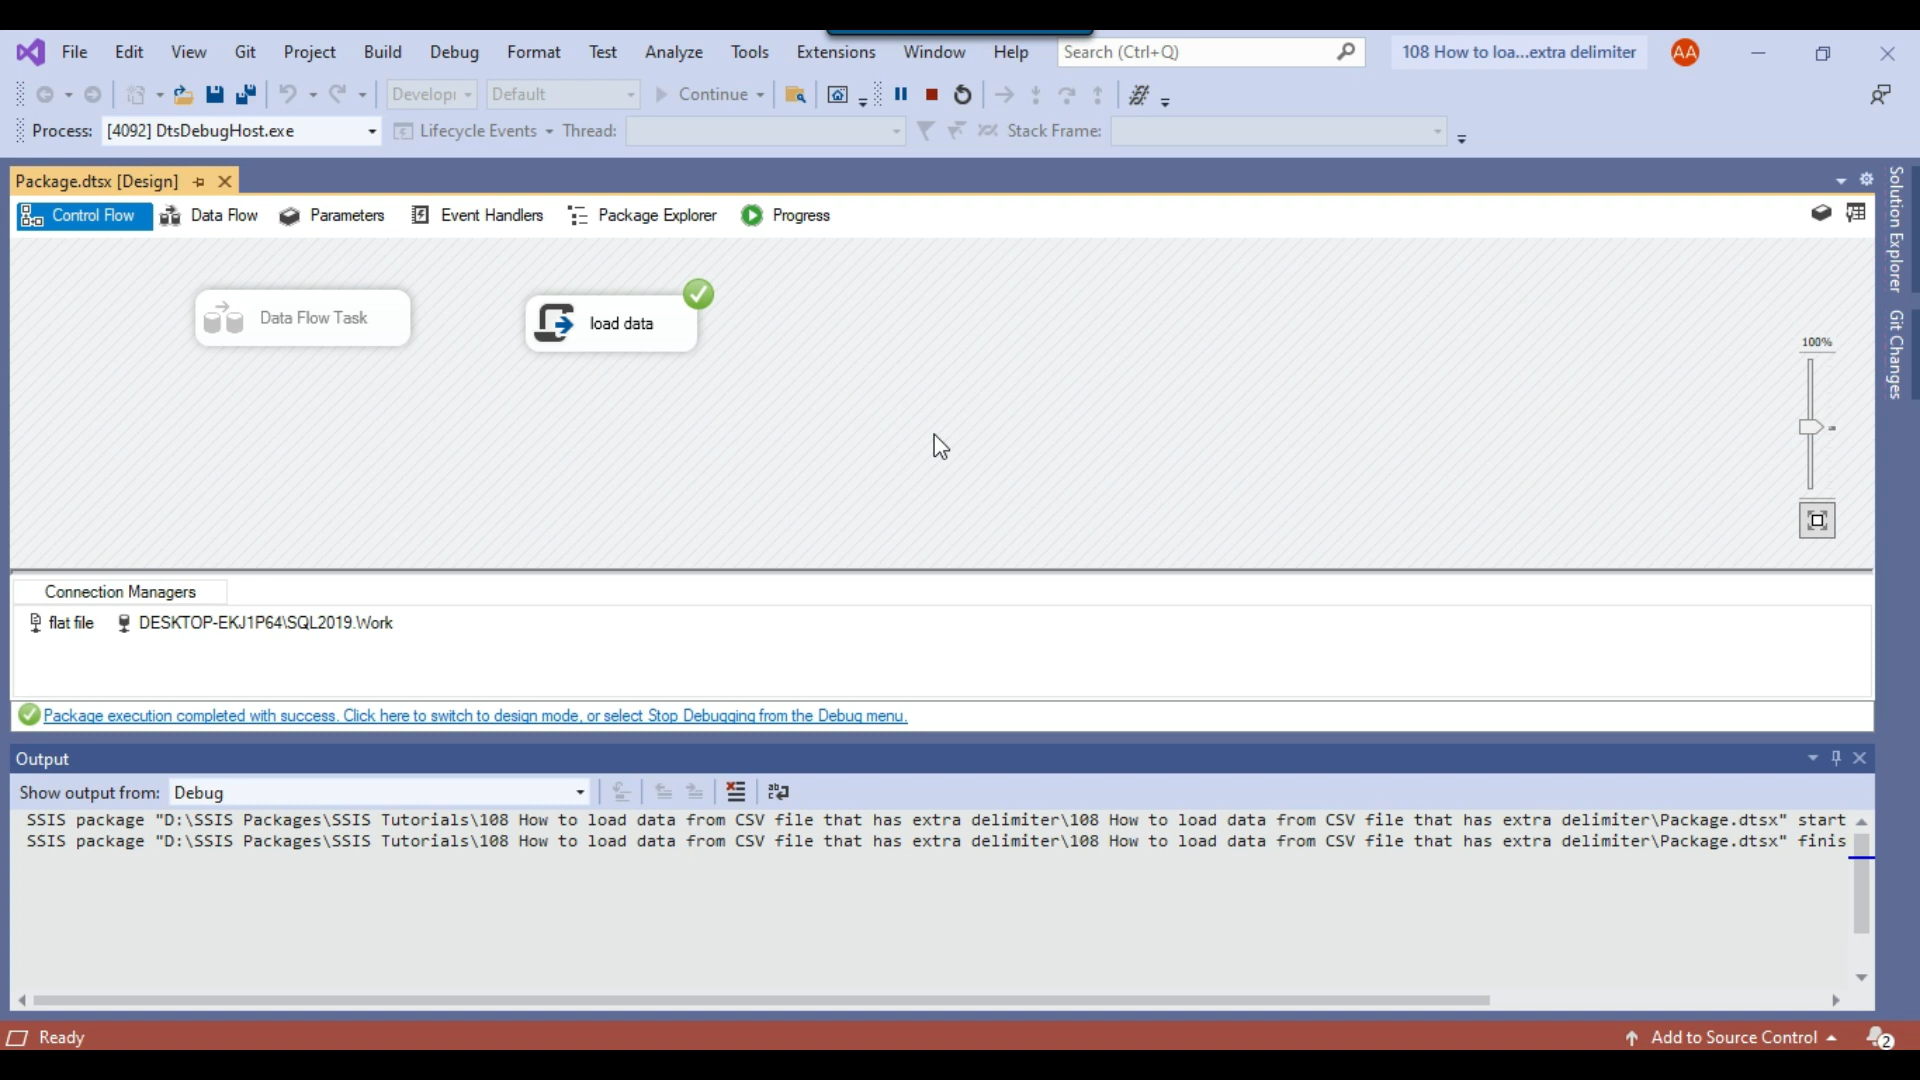 File Edit View Git Project Build Debug Format Test Analyze Tools Extensions Window Help Search (Ctrl+Q) 108 How to loa...extra delimiter AA
Developi Default Continue
Process: [4092] DtsDebugHost.exe Lifecycle Events Thread: Stack Frame:
Package.dtsx [Design]
Control Flow Data Flow Parameters Event Handlers Package Explorer Progress
Solution Explorer
Git Changes
Data Flow Task
load data
100%
Connection Managers
flat file DESKTOP-EKJ1P64\SQL2019.Work
Package execution completed with success. Click here to switch to design mode, or select Stop Debugging from the Debug menu.
Output
Show output from: Debug
SSIS package "D:\SSIS Packages\SSIS Tutorials\108 How to load data from CSV file that has extra delimiter\108 How to load data from CSV file that has extra delimiter\Package.dtsx" start
SSIS package "D:\SSIS Packages\SSIS Tutorials\108 How to load data from CSV file that has extra delimiter\108 How to load data from CSV file that has extra delimiter\Package.dtsx" finis
Ready Add to Source Control 2